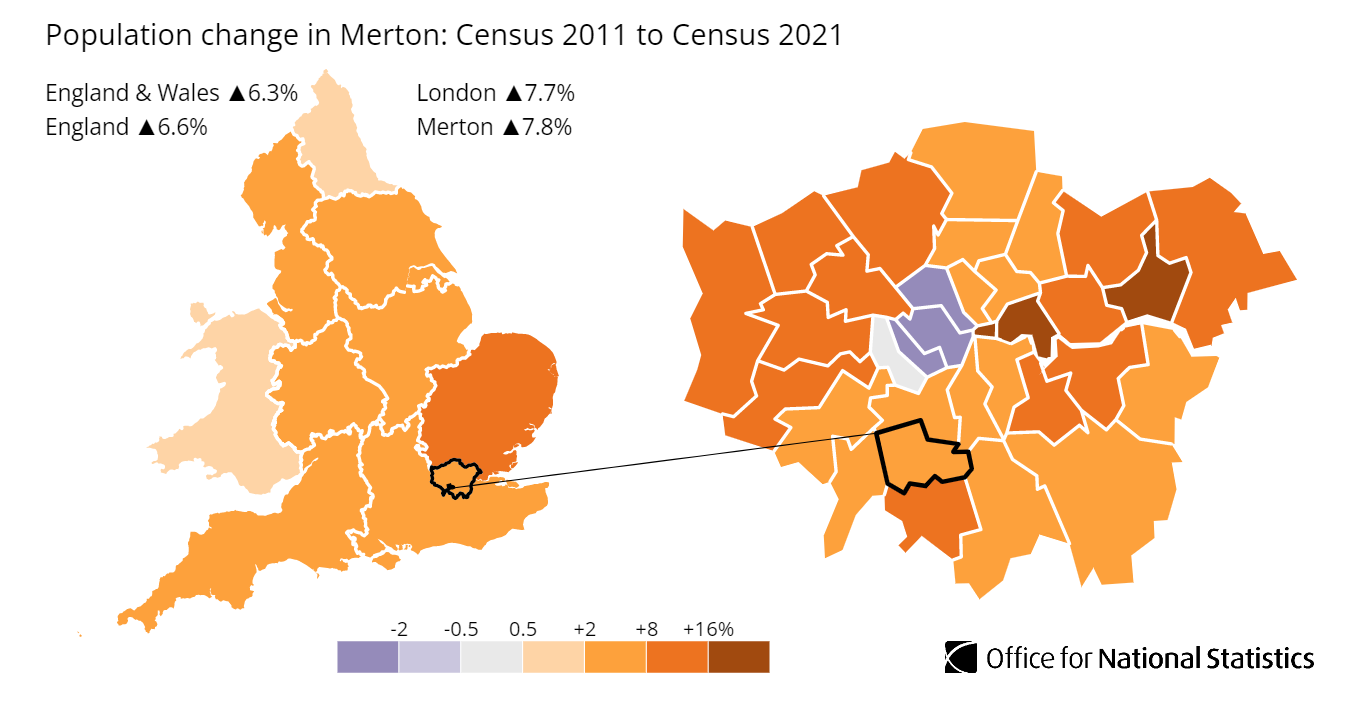 Population change in Merton: Census 2011 to Census 2021
England & Wales ▲6.3%
London ▲7.7%
England ▲6.6%
Merton ▲7.8%
-2 -0.5 0.5 +2 +8 +16%
Office for National Statistics